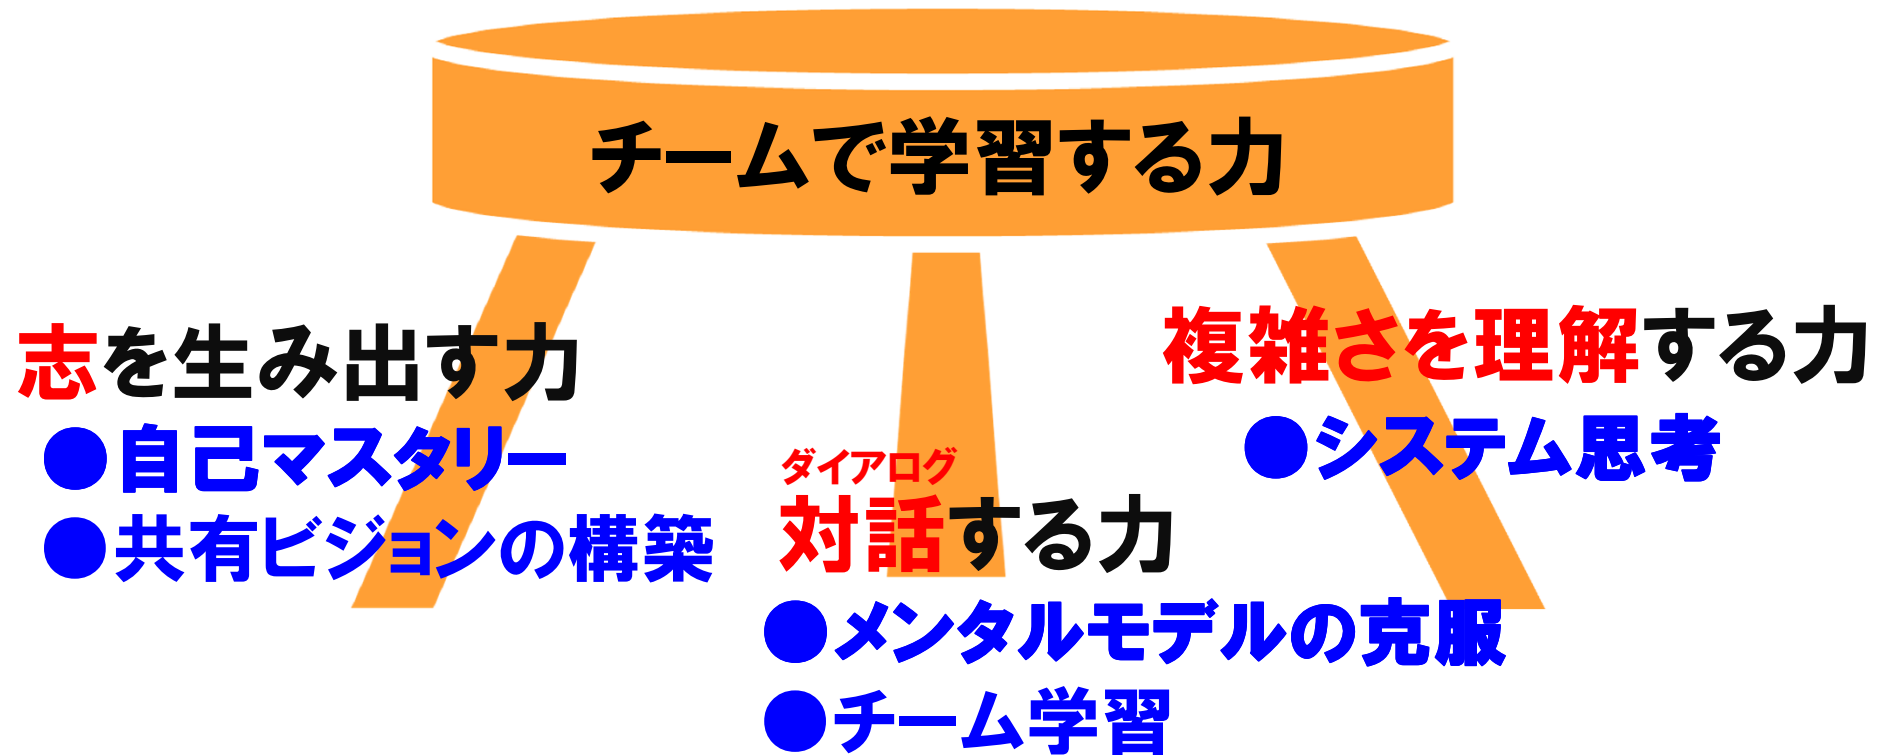 チームで学習する力
志を生み出す力
●自己マスタリー
●共有ビジョンの構築
ダイアログ
対話する力
●メンタルモデルの克服
●チーム学習
複雑さを理解する力
●システム思考